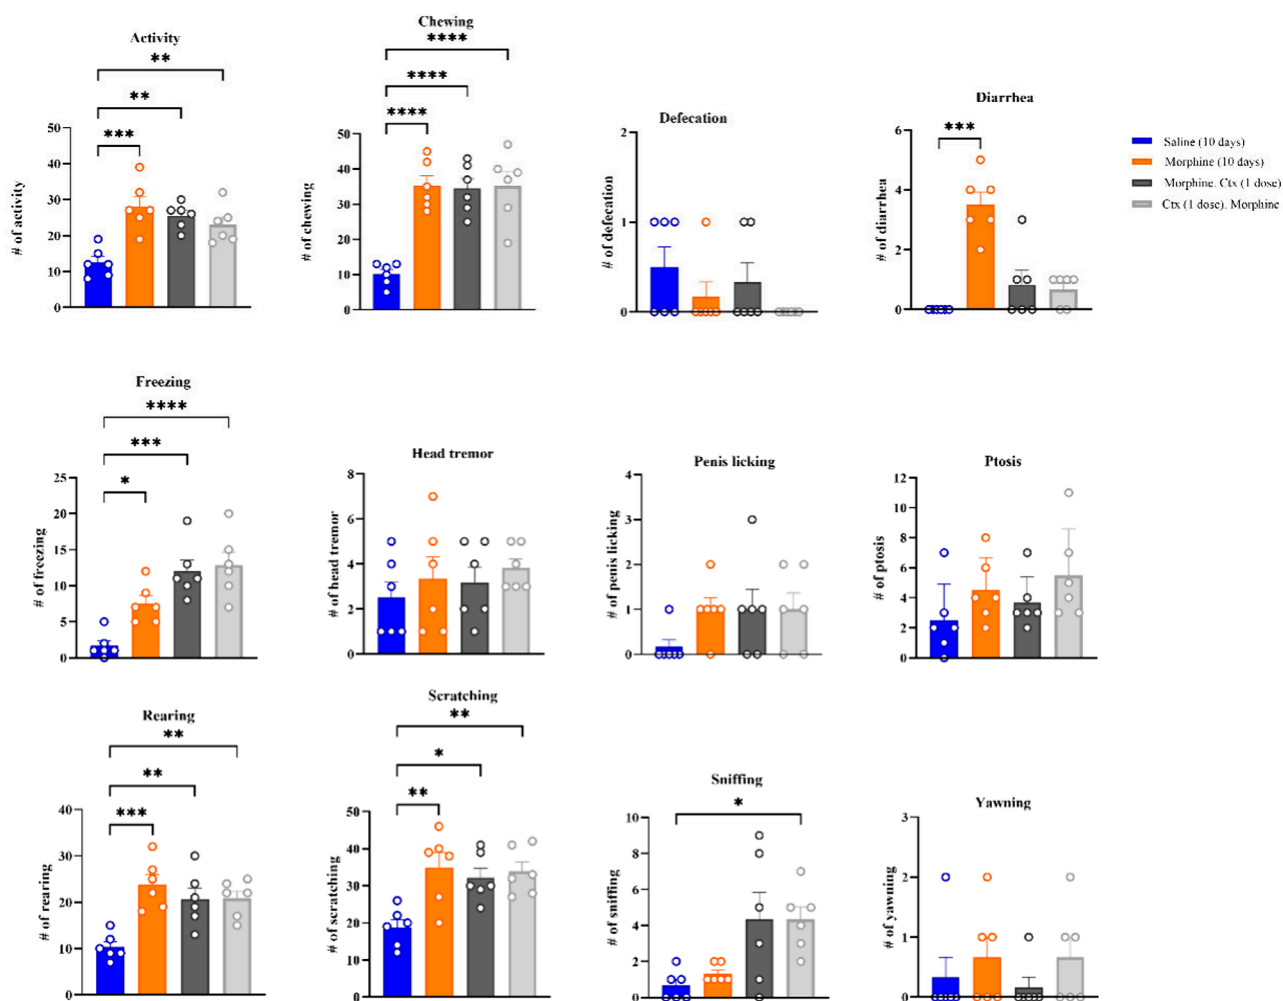 Activity
**
**
***
# of activity
50
40
30
20
10
0
Chewing
****
****
****
# of chewing
50
40
30
20
10
0
Defecation
# of defecation
2
1
0
Diarrhea
***
# of diarrhea
6
4
2
0
Saline (10 days)
Morphine (10 days)
Morphine. Ctx (1 dose)
Ctx (1 dose). Morphine
Freezing
****
***
*
# of freezing
25
20
15
10
5
0
Head tremor
# of head tremor
8
6
4
2
0
Penis licking
# of penis licking
4
3
2
1
0
Ptosis
# of ptosis
12
10
8
6
4
2
0
Rearing
**
**
***
# of rearing
40
30
20
10
0
Scratching
**
*
**
# of scratching
50
40
30
20
10
0
Sniffing
*
# of sniffing
10
8
6
4
2
0
Yawning
# of yawning
3
2
1
0